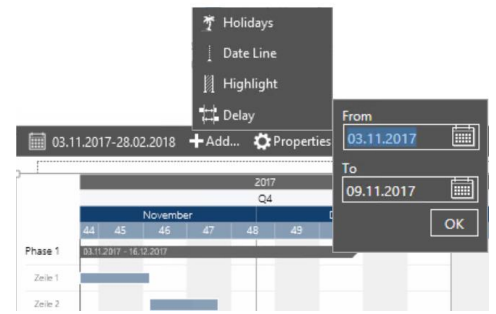 Holidays
Date Line
Highlight
Delay
From
03.11.2017
To
09.11.2017
OK
03.11.2017-28.02.2018 Add... Properties
2017
Q4
November D
44 45 46 47 48 49
Phase 1 03.11.2017 - 16.12.2017
Zeile 1
Zeile 2